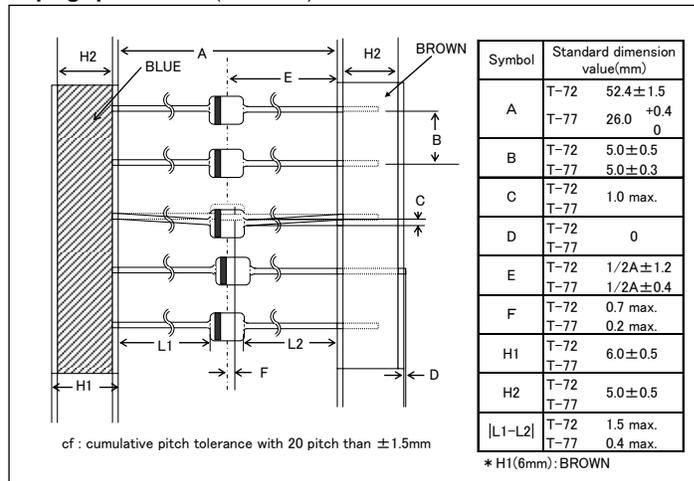 H2
A
H2
BROWN
BLUE
E
B
C
L1
L2
H1
F
D
cf : cumulative pitch tolerance with 20 pitch than ±1.5mm
Symbol Standard dimension value(mm)
A T-72 52.4±1.5
T-77 26.0 +0.4 0
B T-72 5.0±0.5
T-77 5.0±0.3
C T-72 T-77 1.0 max.
D T-72 T-77 0
E T-72 1/2A±1.2
T-77 1/2A±0.4
F T-72 0.7 max.
T-77 0.2 max.
H1 T-72 T-77 6.0±0.5
H2 T-72 T-77 5.0±0.5
|L1-L2| T-72 1.5 max.
T-77 0.4 max.
*H1(6mm):BROWN